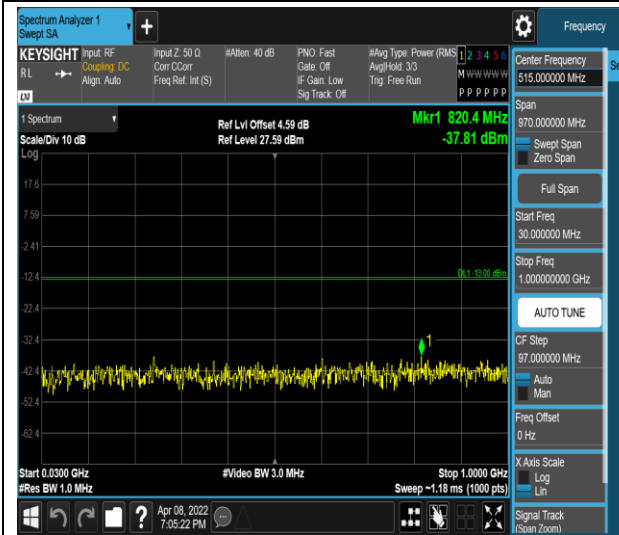 Spectrum Analyzer 1
Swept SA
+
Frequency
KEYSIGHT
Input: RF
Coupling: DC
Align: Auto
Input Z: 50 Ω
Corr CCorr
Freq Ref: Int (S)
#Atten: 40 dB
PNO: Fast
Gate: Off
IF Gain: Low
Sig Track: Off
#Avg Type: Power (RMS
Avg|Hold: 3/3
Trig: Free Run
1 2 3 4 5 6
M W W W W W
P P P P P P
R L
LXI
1 Spectrum
Scale/Div 10 dB
Ref Lvl Offset 4.59 dB
Ref Level 27.59 dBm
Mkr1 820.4 MHz
-37.81 dBm
Log
17.6
7.59
-2.41
-12.4
DL1 -13.00 dBm
-22.4
-32.4
1
-42.4
-52.4
-62.4
Start 0.0300 GHz
#Res BW 1.0 MHz
#Video BW 3.0 MHz
Stop 1.0000 GHz
Sweep ~1.18 ms (1000 pts)
?
Apr 08, 2022
7:05:22 PM
Center Frequency
515.000000 MHz
Se
Span
970.000000 MHz
Swept Span
Zero Span
Full Span
Start Freq
30.000000 MHz
Stop Freq
1.000000000 GHz
AUTO TUNE
CF Step
97.000000 MHz
Auto
Man
Freq Offset
0 Hz
X Axis Scale
Log
Lin
Signal Track
(Span Zoom)